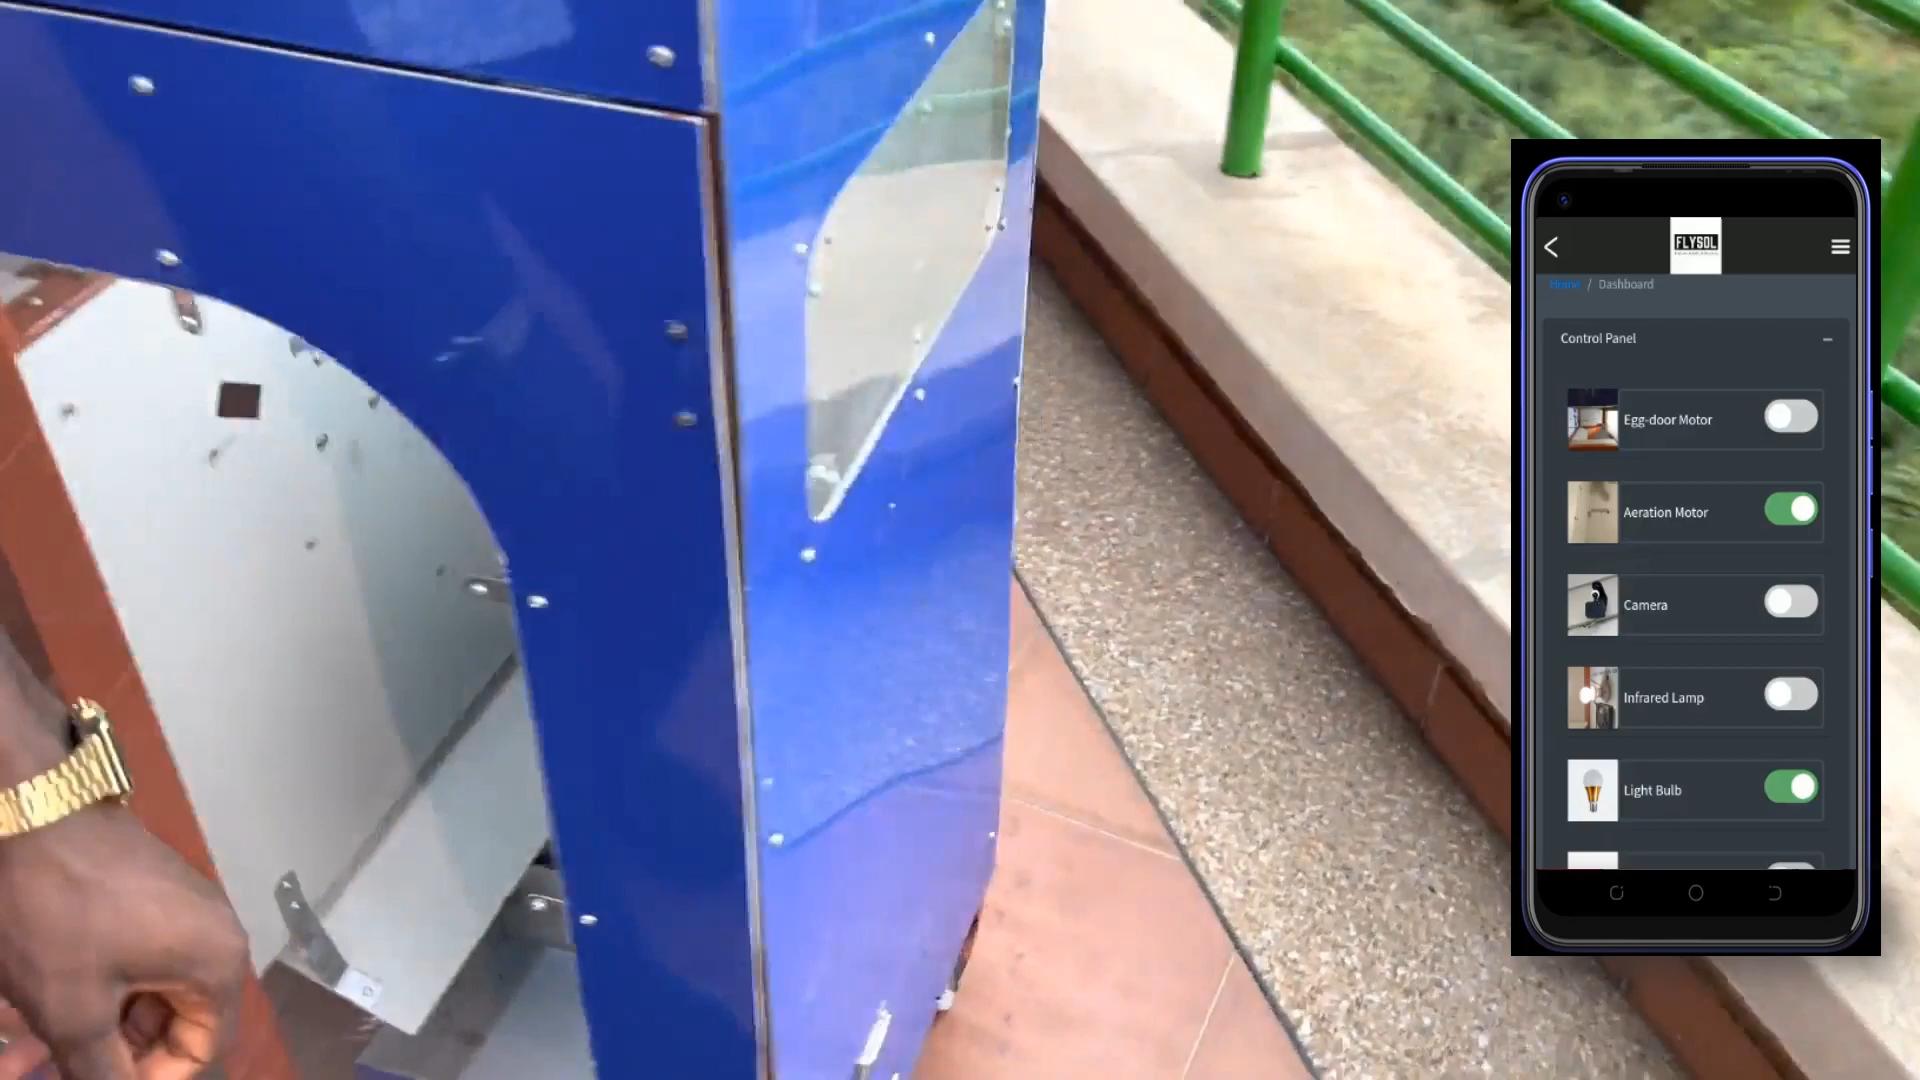 FLYSOL
Home / Dashboard
Control Panel
Egg-door Motor
Aeration Motor
Camera
Infrared Lamp
Light Bulb